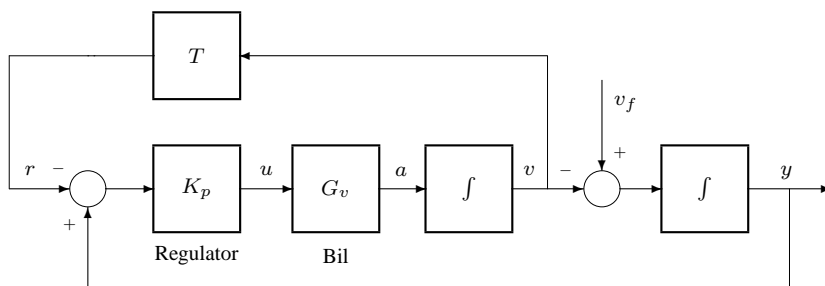 T
v_f
r
−
+
K_p
u
G_v
a
∫
v
−
+
∫
y
+
Regulator
Bil